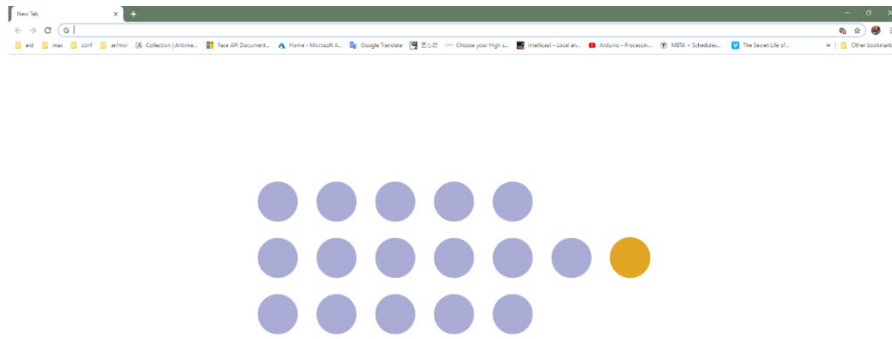 New Tab
G
ard max conf ar/mor Collection | Artivive... Face API Document... Home - Microsoft A... Google Translate Choose your High s... Intellicast - Local an... Arduino - Processin... MBTA > Schedules... The Secret Life of... » Other bookmarks